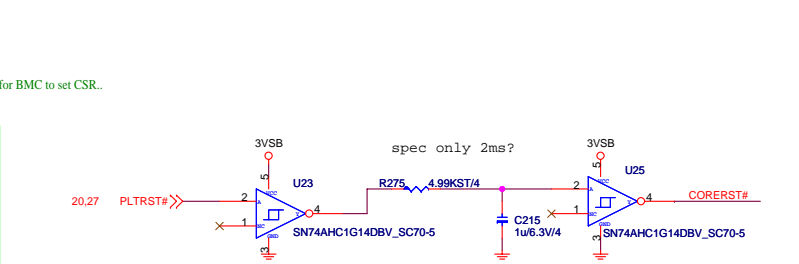 for BMC to set CSR..
spec only 2ms?
3VSB
3VSB
5
5
U23
U25
R275
4.99KST/4
20,27
PLTRST#
2
A
VCC
Y
4
2
A
VCC
Y
4
CORERST#
1
NC
GND
3
SN74AHC1G14DBV_SC70-5
C215
1u/6.3V/4
1
NC
GND
3
SN74AHC1G14DBV_SC70-5